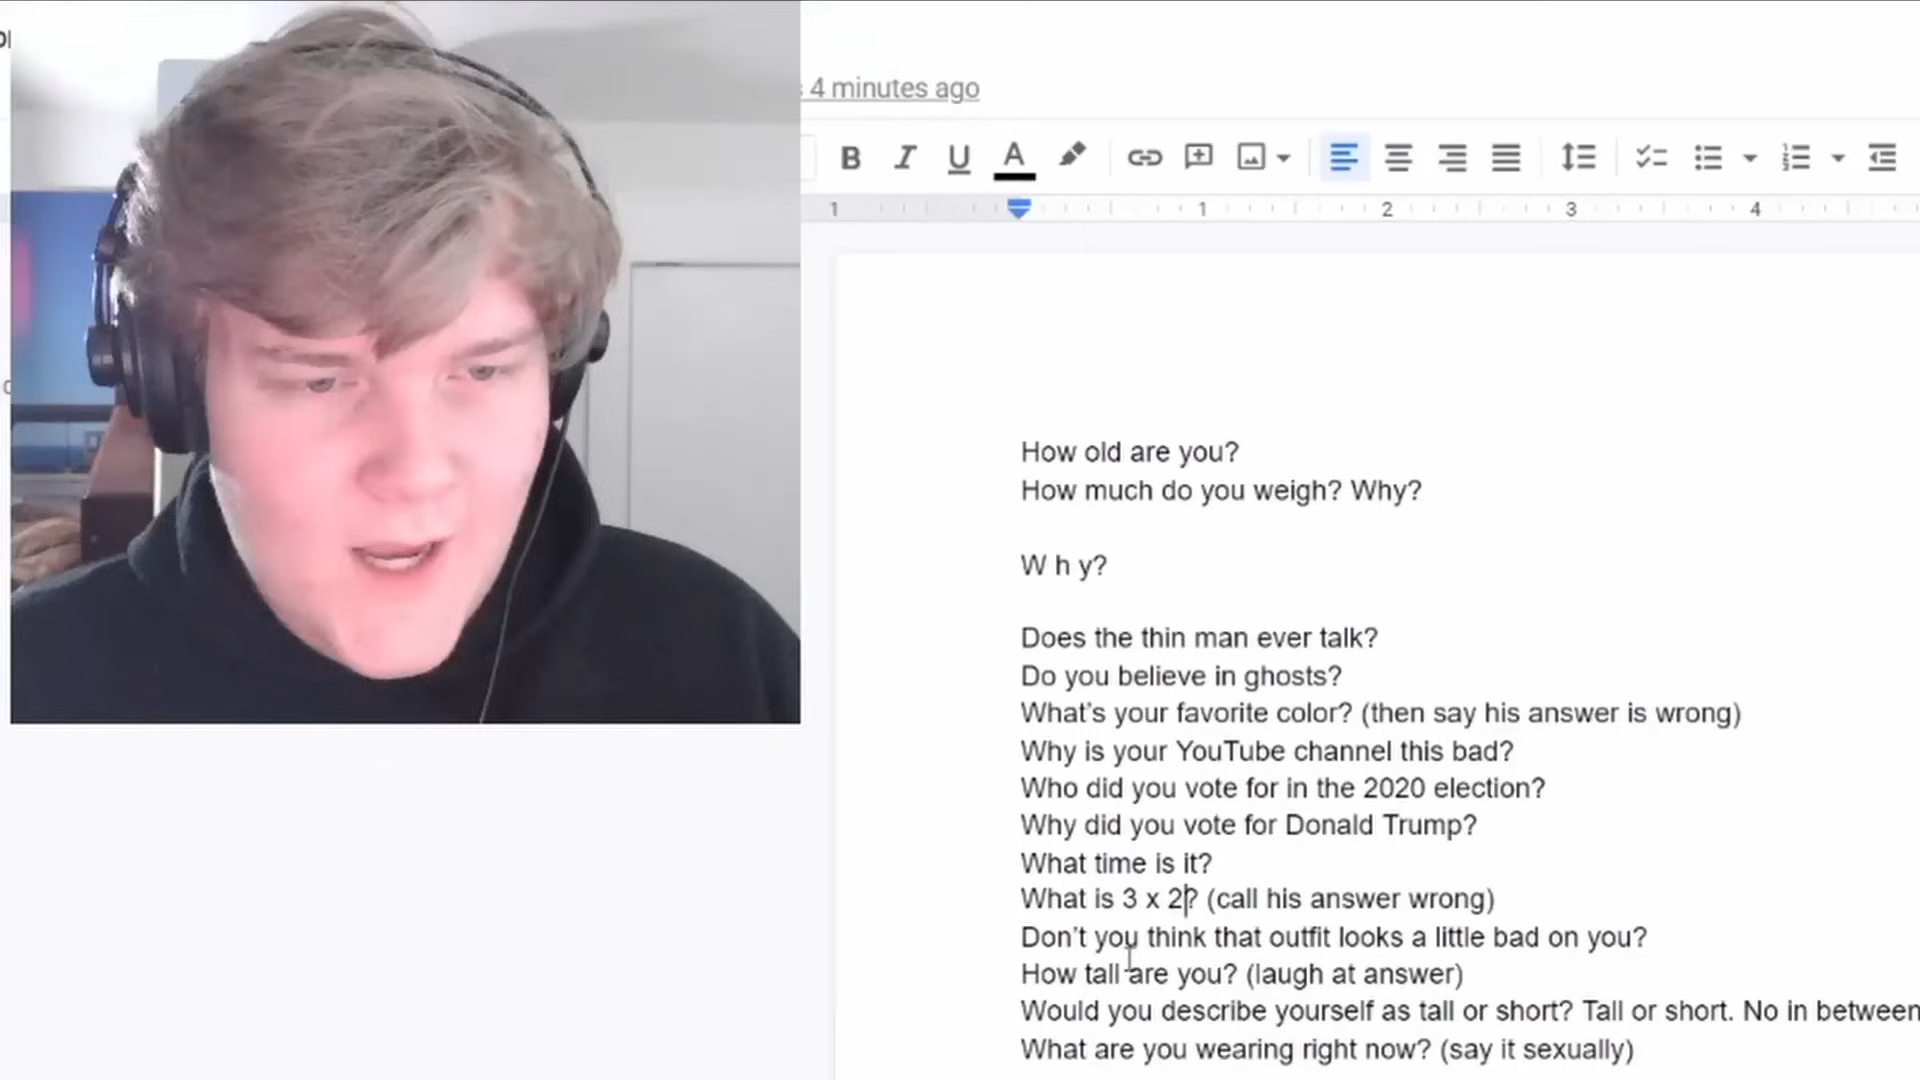 4 minutes ago
B I U A
1 1 2 3 4
How old are you?
How much do you weigh? Why?
W h y?
Does the thin man ever talk?
Do you believe in ghosts?
What's your favorite color? (then say his answer is wrong)
Why is your YouTube channel this bad?
Who did you vote for in the 2020 election?
Why did you vote for Donald Trump?
What time is it?
What is 3 x 2? (call his answer wrong)
Don't you think that outfit looks a little bad on you?
How tall are you? (laugh at answer)
Would you describe yourself as tall or short? Tall or short. No in between
What are you wearing right now? (say it sexually)